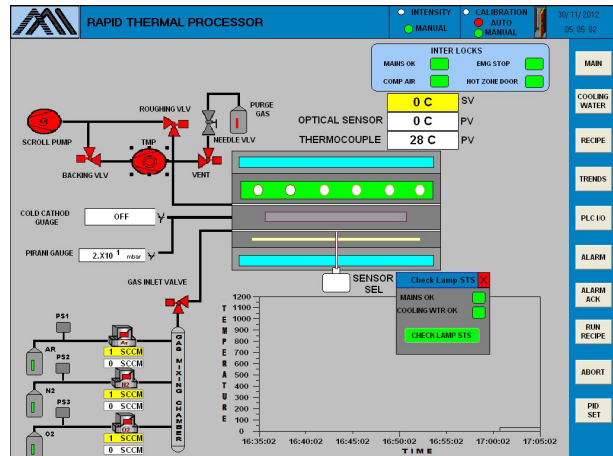 RAPID THERMAL PROCESSOR
INTENSITY
MANUAL
CALIBRATION
AUTO
MANUAL
30/11/2012
05:05:02
INTER LOCKS
MAINS OK
EMG STOP
COMP AIR
HOT ZONE DOOR
MAIN
COOLING WATER
RECIPE
TRENDS
PLC I/O
ALARM
ALARM ACK
RUN RECIPE
ABORT
PID SET
0 C SV
OPTICAL SENSOR 0 C PV
THERMOCOUPLE 28 C PV
ROUGHING VLV
PURGE GAS
SCROLL PUMP
TMP
NEEDLE VLV
BACKING VLV
VENT
COLD CATHOD GUAGE
OFF
PIRANI GAUGE
2.X10 1 mbar
GAS INLET VALVE
SENSOR SEL
Check Lamp STS X
MAINS OK
COOLING WTR OK
CHECK LAMP STS
PS1
Ar
1 SCCM
0 SCCM
AR
PS2
N2
1 SCCM
0 SCCM
N2
PS3
O2
1 SCCM
0 SCCM
O2
GAS MIXING CHAMBER
TEMPERATURE
1200
1100
1000
900
800
700
600
500
400
300
200
100
0
16:35:02 16:40:02 16:45:02 16:50:02 16:55:02 17:00:02 17:05:02
TIME